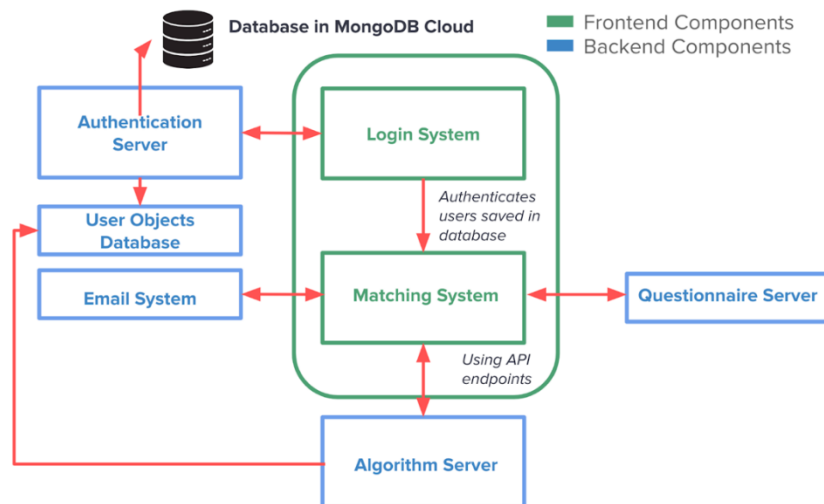 Database in MongoDB Cloud
Frontend Components
Backend Components
Authentication
Server
Login System
Authenticates
users saved in
database
User Objects
Database
Email System
Matching System
Questionnaire Server
Using API
endpoints
Algorithm Server